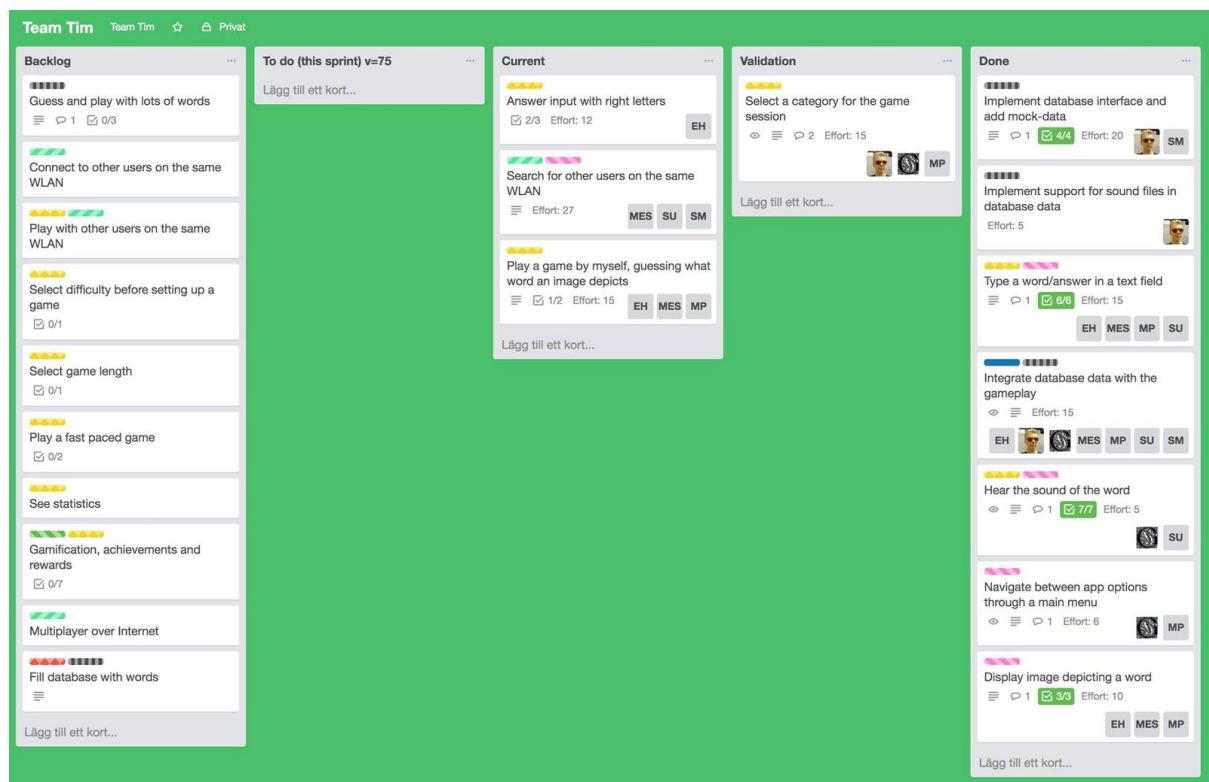 Team Tim Team Tim Privat
Backlog
Guess and play with lots of words
1 0/3
Connect to other users on the same
WLAN
Play with other users on the same
WLAN
Select difficulty before setting up a
game
0/1
Select game length
0/1
Play a fast paced game
0/2
See statistics
Gamification, achievements and
rewards
0/7
Multiplayer over Internet
Fill database with words
Lägg till ett kort...
To do (this sprint) v=75
Lägg till ett kort...
Current
Answer input with right letters
2/3 Effort: 12
EH
Search for other users on the same
WLAN
Effort: 27
MES SU SM
Play a game by myself, guessing what
word an image depicts
1/2 Effort: 15
EH MES MP
Lägg till ett kort...
Validation
Select a category for the game
session
2 Effort: 15
MP
Lägg till ett kort...
Done
Implement database interface and
add mock-data
1 4/4 Effort: 20
SM
Implement support for sound files in
database data
Effort: 5
Type a word/answer in a text field
1 6/6 Effort: 15
EH MES MP SU
Integrate database data with the
gameplay
Effort: 15
EH MES MP SU SM
Hear the sound of the word
1 7/7 Effort: 5
SU
Navigate between app options
through a main menu
1 Effort: 6
MP
Display image depicting a word
1 3/3 Effort: 10
EH MES MP
Lägg till ett kort...